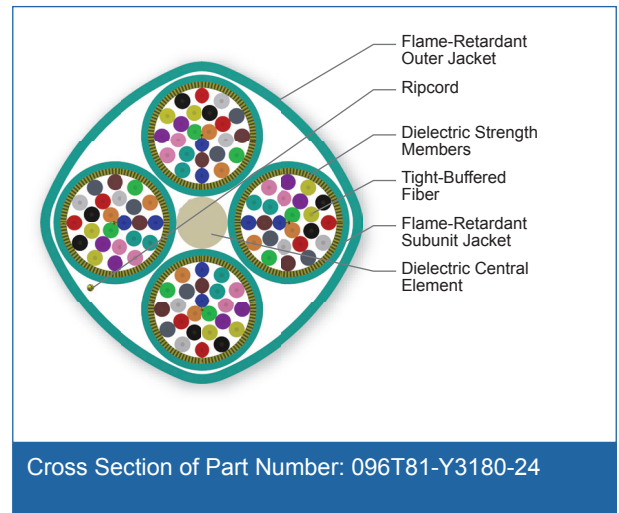 Flame-Retardant
Outer Jacket
Ripcord
Dielectric Strength
Members
Tight-Buffered
Fiber
Flame-Retardant
Subunit Jacket
Dielectric Central
Element
Cross Section of Part Number: 096T81-Y3180-24